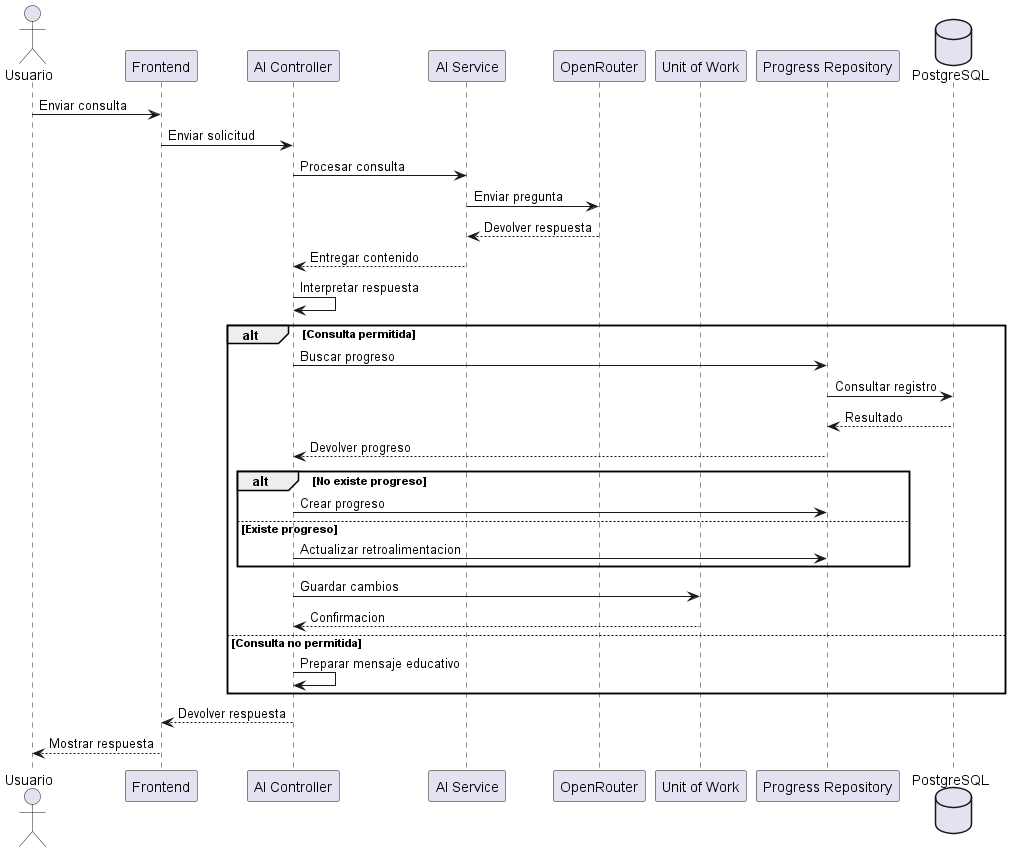 Usuario
Frontend
AI Controller
AI Service
OpenRouter
Unit of Work
Progress Repository
PostgreSQL
Enviar consulta
Enviar solicitud
Procesar consulta
Enviar pregunta
Devolver respuesta
Entregar contenido
Interpretar respuesta
alt [Consulta permitida]
Buscar progreso
Consultar registro
Resultado
Devolver progreso
alt [No existe progreso]
Crear progreso
[Existe progreso]
Actualizar retroalimentacion
Guardar cambios
Confirmacion
[Consulta no permitida]
Preparar mensaje educativo
Devolver respuesta
Mostrar respuesta
Usuario
Frontend
AI Controller
AI Service
OpenRouter
Unit of Work
Progress Repository
PostgreSQL